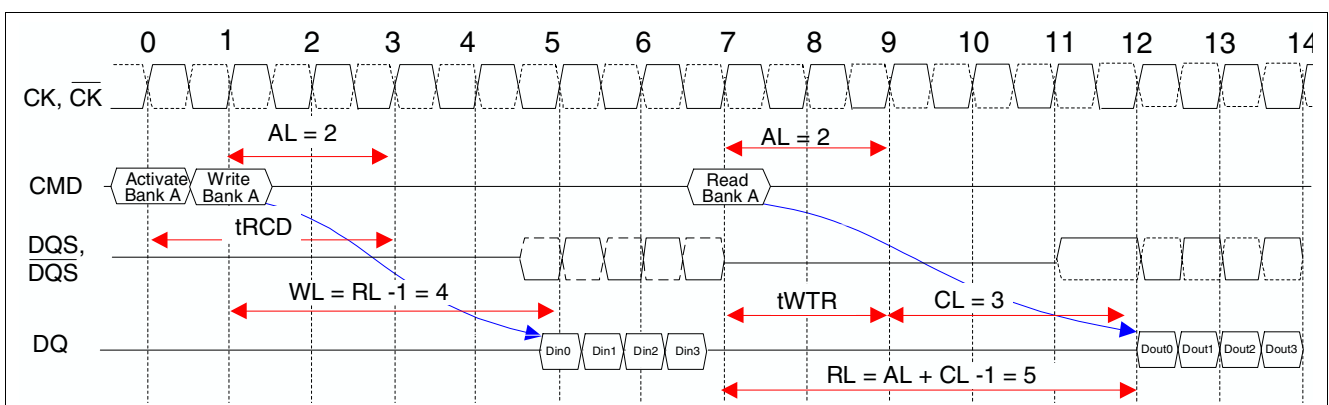 0 1 2 3 4 5 6 7 8 9 10 11 12 13 14
CK, C̅K̅
AL = 2 AL = 2
CMD Activate Bank A Write Bank A Read Bank A
tRCD
DQS,
D̅Q̅S̅
WL = RL -1 = 4 tWTR CL = 3
DQ Din0 Din1 Din2 Din3 Dout0 Dout1 Dout2 Dout3
RL = AL + CL -1 = 5